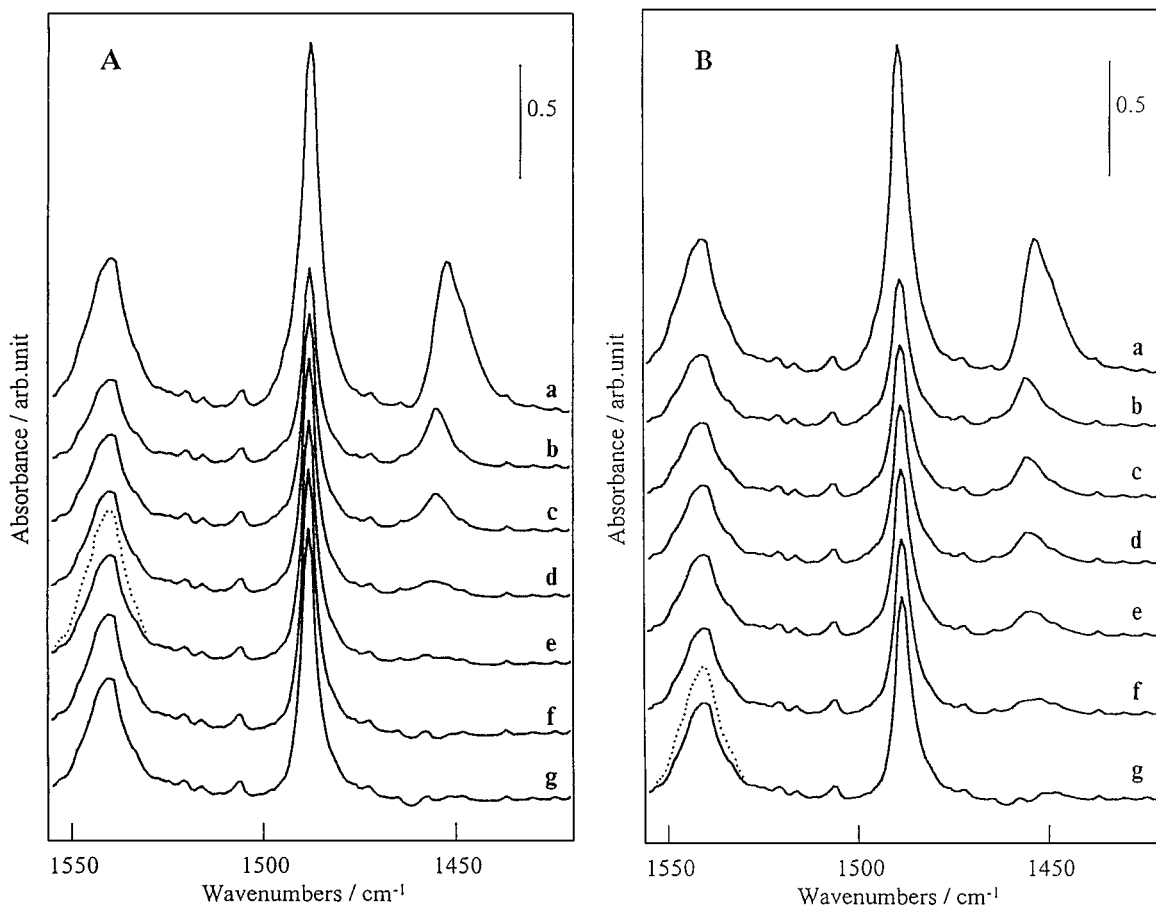 A
0.5
a
b
c
d
e
f
g
1550
1500
1450
Wavenumbers / cm-1
Absorbance / arb.unit
B
0.5
a
b
c
d
e
f
g
1550
1500
1450
Wavenumbers / cm-1
Absorbance / arb.unit